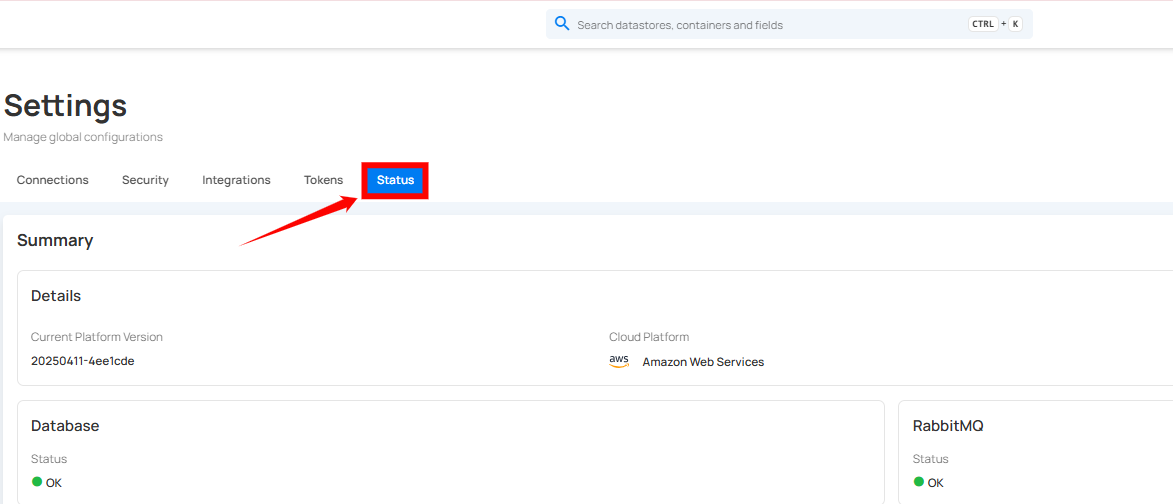 Search datastores, containers and fields CTRL + K
Settings
Manage global configurations
Connections Security Integrations Tokens Status
Summary
Details
Current Platform Version Cloud Platform
20250411-4ee1cde aws Amazon Web Services
Database RabbitMQ
Status Status
OK OK